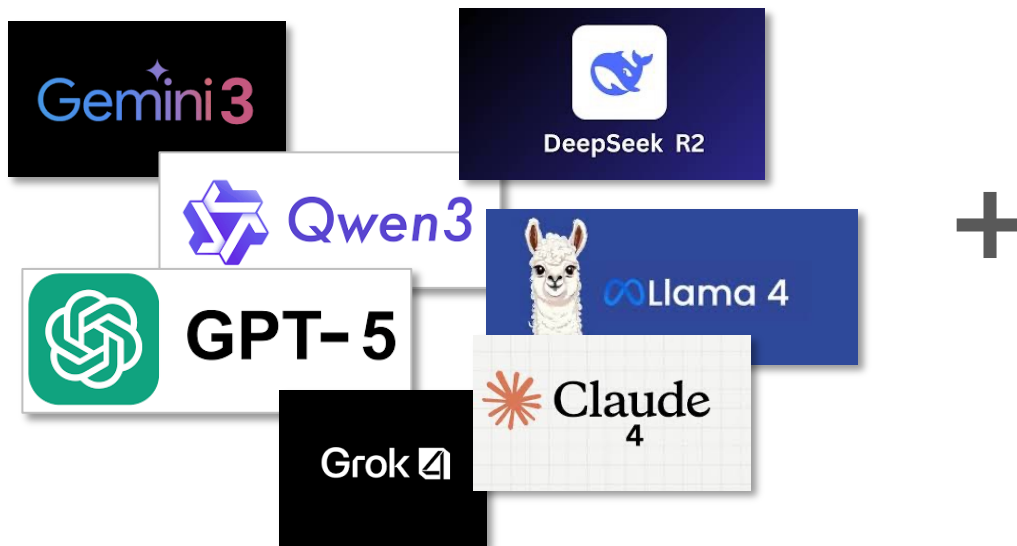 Gemini 3
DeepSeek R2
Qwen3
Llama 4
GPT-5
Claude
4
Grok 4
+